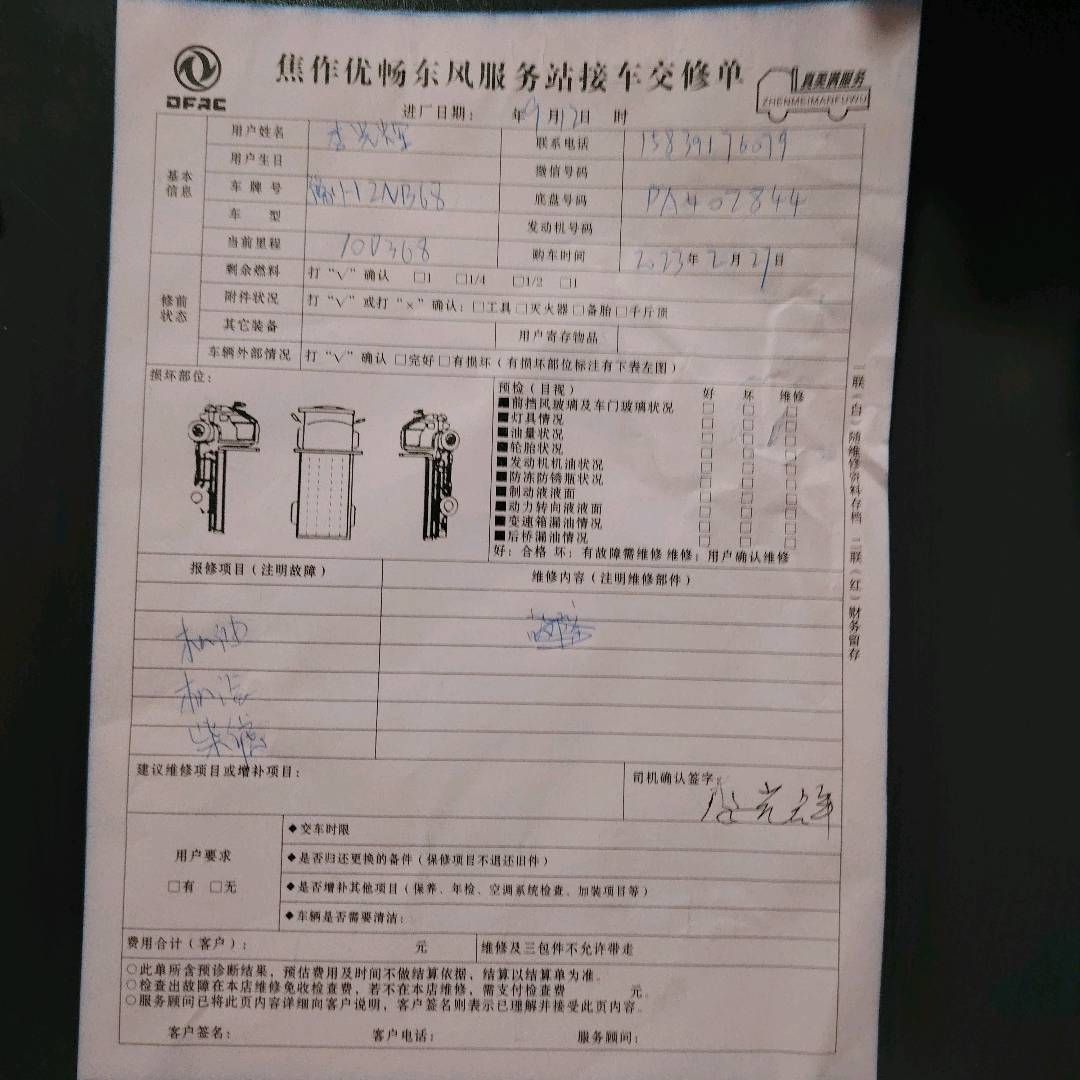 DFAC
焦作优畅东风服务站接车交修单
真美满服务
ZHENMEIMANFUWU
进厂日期： 年9月12日 时
基本信息
用户姓名 李光辉 联系电话 15839176079
用户生日 微信号码
车牌号 豫H12NB68 底盘号码 PA407844
车 型 发动机号码
当前里程 购车时间 2023年2月21日
修前状态
剩余燃料 打“√”确认 □1 □1/4 □1/2 □1
附件状况 打“√”或打“×”确认：□工具□灭火器□备胎□千斤顶
其它装备 用户寄存物品
车辆外部情况 打“√”确认 □完好□有损坏（有损坏部位标注有下表左图）
损坏部位：
预检（目视） 好 坏 维修
■前挡风玻璃及车门玻璃状况 □ □ □
■灯具情况 □ □ □
■油量状况 □ □ □
■轮胎状况 □ □ □
■发动机机油状况 □ □ □
■防冻防锈瓶状况 □ □ □
■制动液液面 □ □ □
■动力转向液液面 □ □ □
■变速箱漏油情况 □ □ □
■后桥漏油情况 □ □ □
好：合格 坏：有故障需维修 维修：用户确认维修
报修项目（注明故障） 维修内容（注明维修部件）
机油
机滤
柴滤
建议维修项目或增补项目： 司机确认签字：
李光辉
用户要求
□有 □无
◆交车时限
◆是否归还更换的备件（保修项目不退还旧件）
◆是否增补其他项目（保养、年检、空调系统检查、加装项目等）
◆车辆是否需要清洁：
费用合计（客户）： 元 维修及三包件不允许带走
○此单所含预诊断结果，预估费用及时间不做结算依据，结算以结算单为准。
○检查出故障在本店维修免收检查费，若不在本店维修，需支付检查费 元。
○服务顾问已将此页内容详细向客户说明，客户签名则表示已理解并接受此页内容。
客户签名： 客户电话： 服务顾问：
一联（白）随维修资料存档 二联（红）财务留存